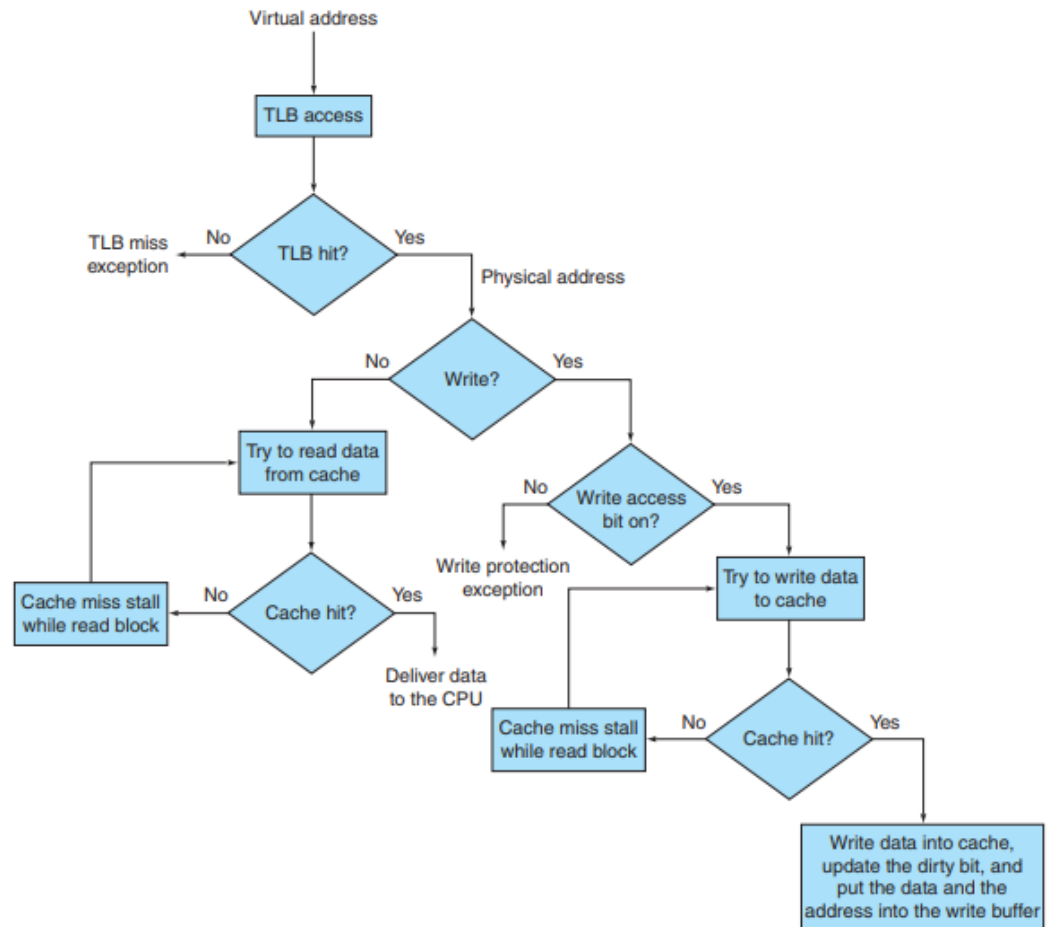 Virtual address
TLB access
TLB hit?
No
Yes
TLB miss
exception
Physical address
Write?
No
Yes
Try to read data
from cache
Write access
bit on?
No
Yes
Write protection
exception
Try to write data
to cache
Cache hit?
No
Yes
Cache miss stall
while read block
Deliver data
to the CPU
Cache hit?
No
Yes
Cache miss stall
while read block
Write data into cache,
update the dirty bit, and
put the data and the
address into the write buffer